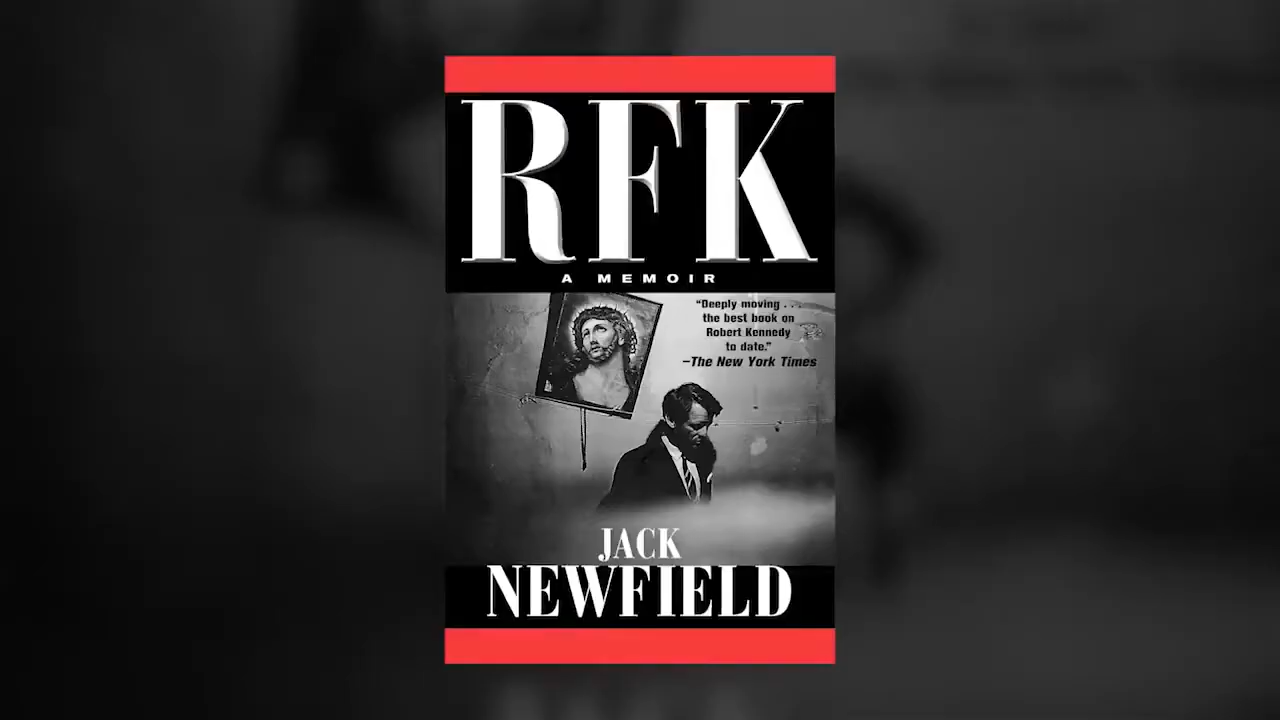 RFK
A MEMOIR
“Deeply moving . . .
the best book on
Robert Kennedy
to date.”
–The New York Times
JACK
NEWFIELD